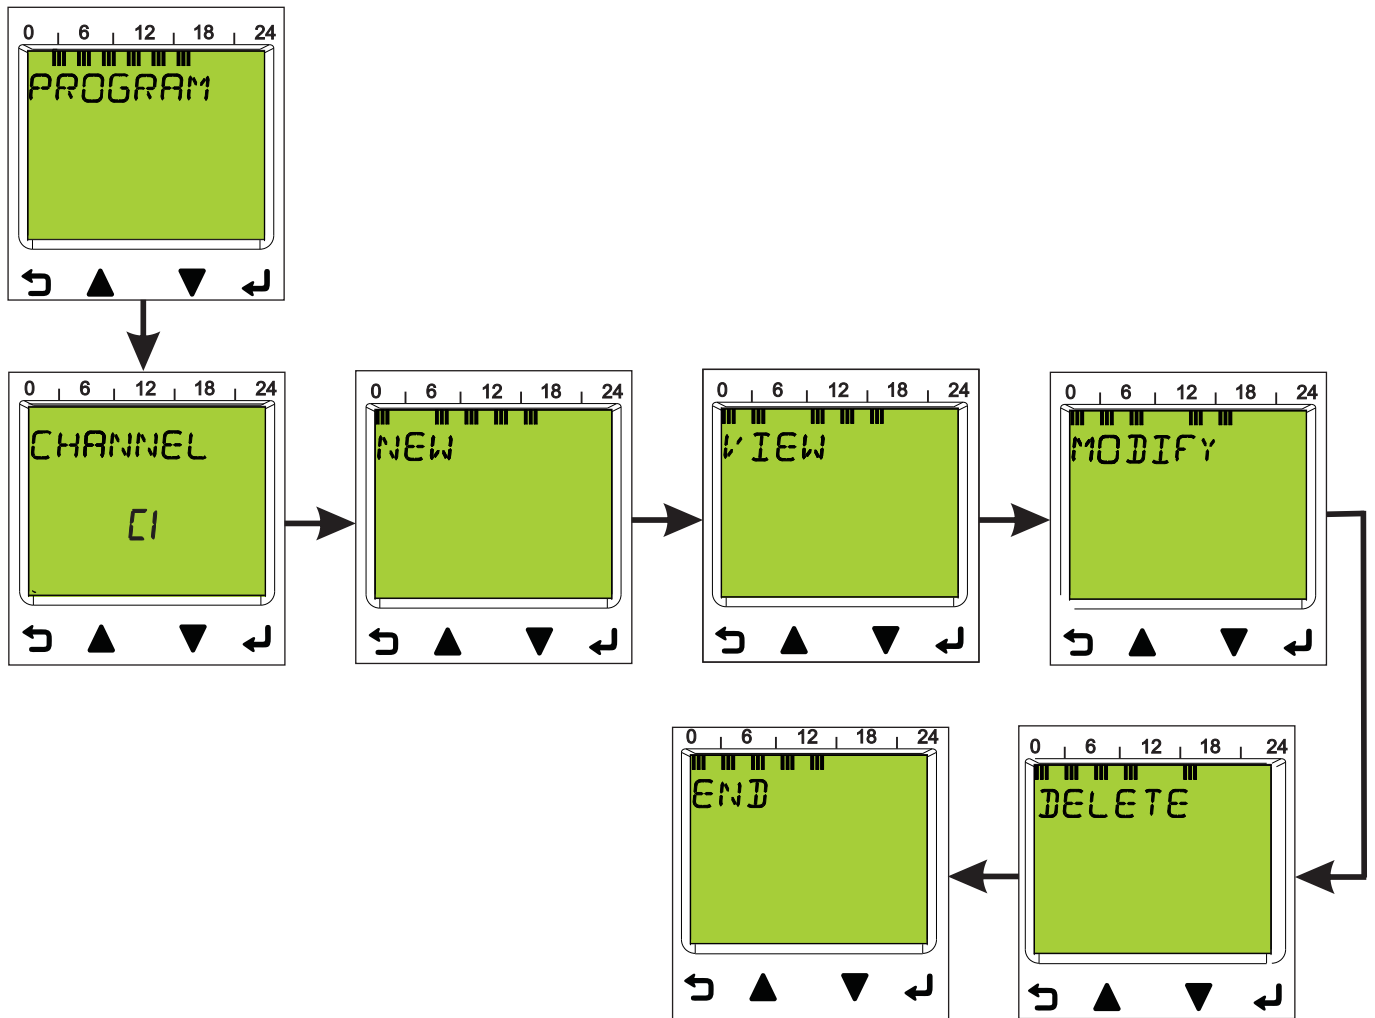 0 6 12 18 24
PROGRAM
0 6 12 18 24
CHANNEL
C1
0 6 12 18 24
NEW
0 6 12 18 24
VIEW
0 6 12 18 24
MODIFY
0 6 12 18 24
DELETE
0 6 12 18 24
END